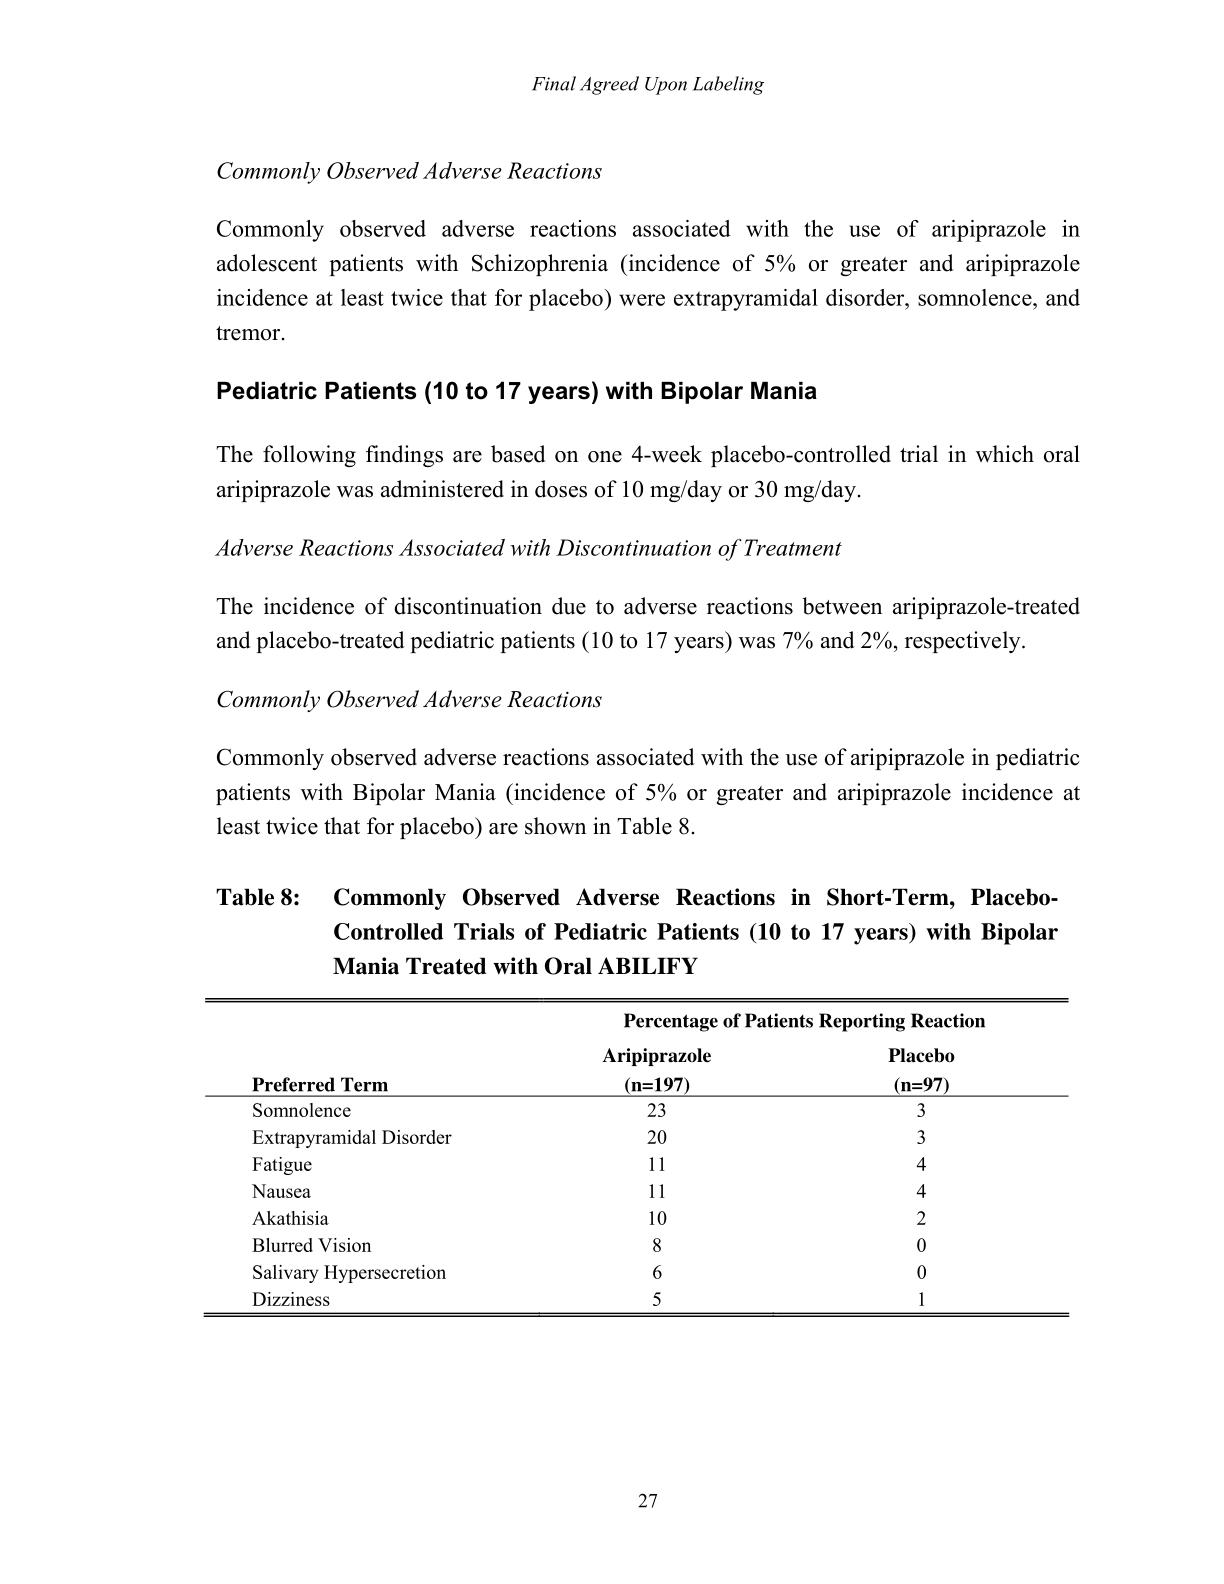 Final Agreed Upon Labeling
Commonly Observed Adverse Reactions
Commonly observed adverse reactions associated with the use of aripiprazole in
adolescent patients with Schizophrenia (incidence of 5% or greater and aripiprazole
incidence at least twice that for placebo) were extrapyramidal disorder, somnolence, and
tremor.
Pediatric Patients (10 to 17 years) with Bipolar Mania
The following findings are based on one 4-week placebo-controlled trial in which oral
aripiprazole was administered in doses of 10 mg/day or 30 mg/day.
Adverse Reactions Associated with Discontinuation of Treatment
The incidence of discontinuation due to adverse reactions between aripiprazole-treated
and placebo-treated pediatric patients (10 to 17 years) was 7% and 2%, respectively.
Commonly Observed Adverse Reactions
Commonly observed adverse reactions associated with the use of aripiprazole in pediatric
patients with Bipolar Mania (incidence of 5% or greater and aripiprazole incidence at
least twice that for placebo) are shown in Table 8.
Table 8: Commonly Observed Adverse Reactions in Short-Term, Placebo-
Controlled Trials of Pediatric Patients (10 to 17 years) with Bipolar
Mania Treated with Oral ABILIFY
Percentage of Patients Reporting Reaction
Aripiprazole Placebo
Preferred Term (n=197) (n=97)
Somnolence 23 3
Extrapyramidal Disorder 20 3
Fatigue 11 4
Nausea 11 4
Akathisia 10 2
Blurred Vision 8 0
Salivary Hypersecretion 6 0
Dizziness 5 1
27